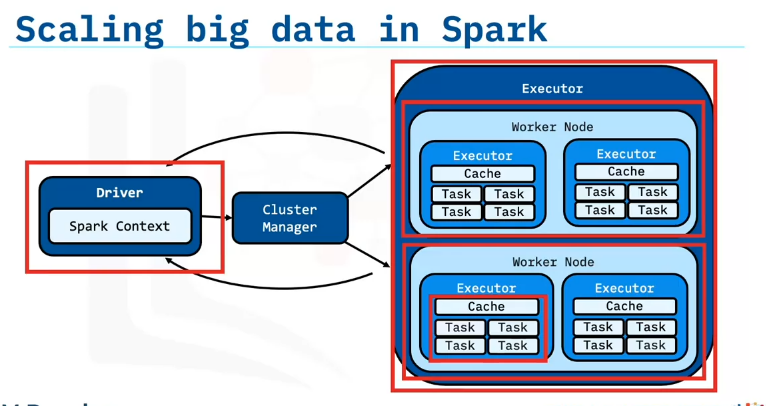 Scaling big data in Spark
Executor
Worker Node
Executor
Cache
Task Task
Task Task
Executor
Cache
Task Task
Task Task
Driver
Spark Context
Cluster
Manager
Worker Node
Executor
Cache
Task Task
Task Task
Executor
Cache
Task Task
Task Task